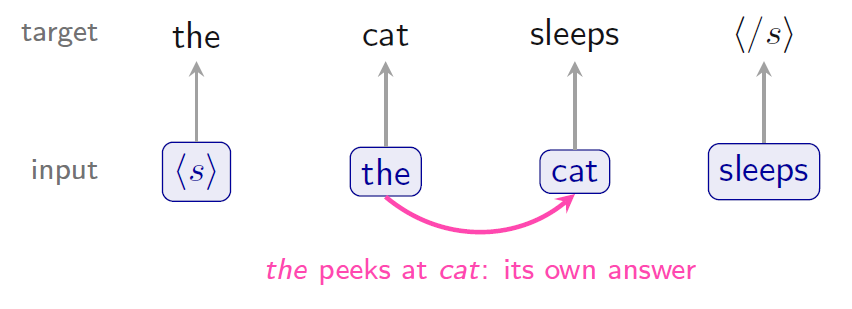 target the cat sleeps ⟨/s⟩
input ⟨s⟩ the cat sleeps
the peeks at cat: its own answer